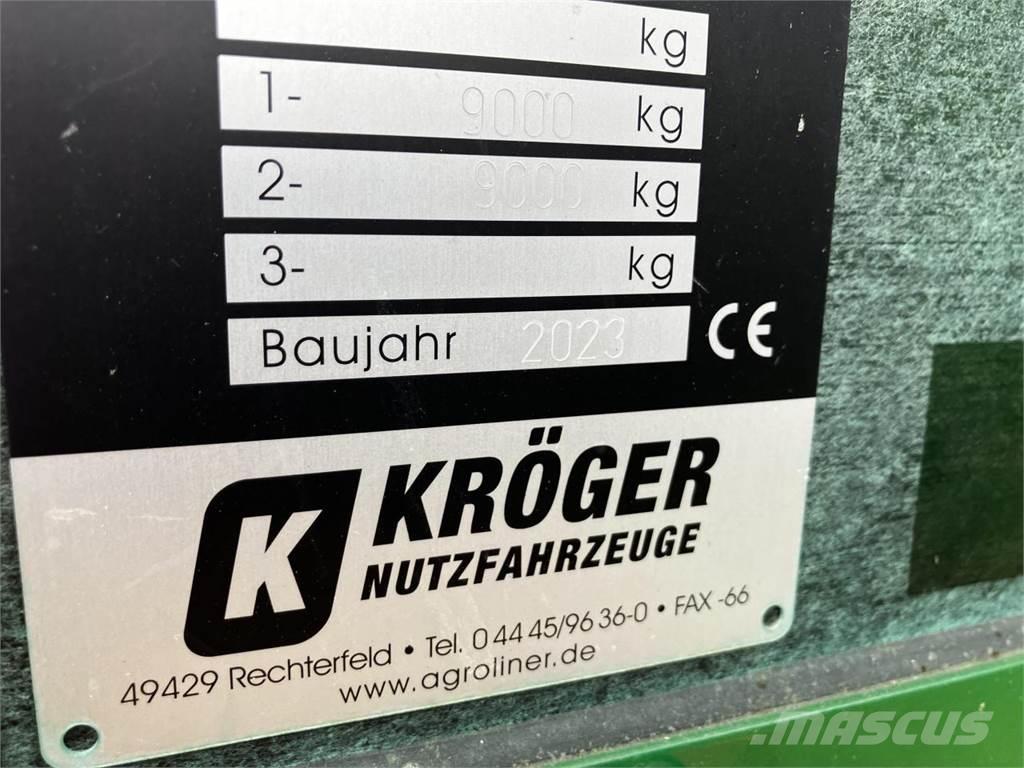 kg
1- 9000 kg
2- 9000 kg
3- kg
Baujahr 2023 CE
K KRÖGER
NUTZFAHRZEUGE
49429 Rechterfeld • Tel. 0 44 45/96 36-0 • FAX -66
www.agroliner.de
MASCUS